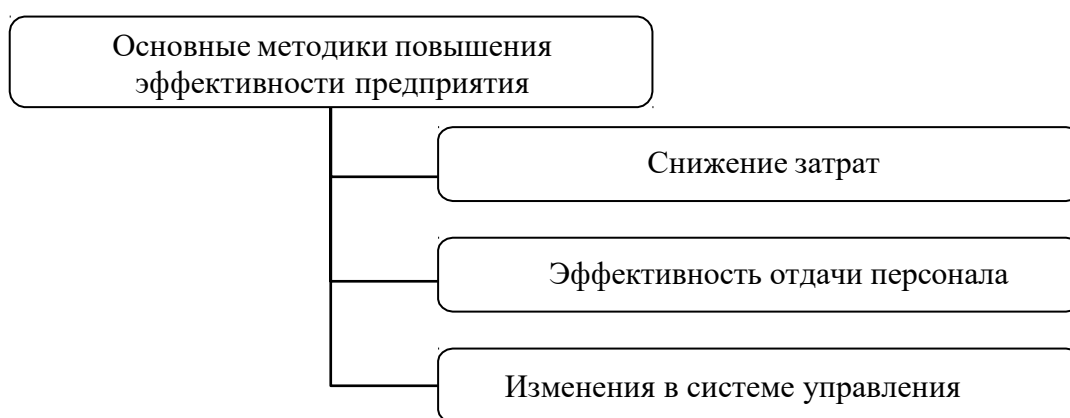 Основные методики повышения
эффективности предприятия
Снижение затрат
Эффективность отдачи персонала
Изменения в системе управления